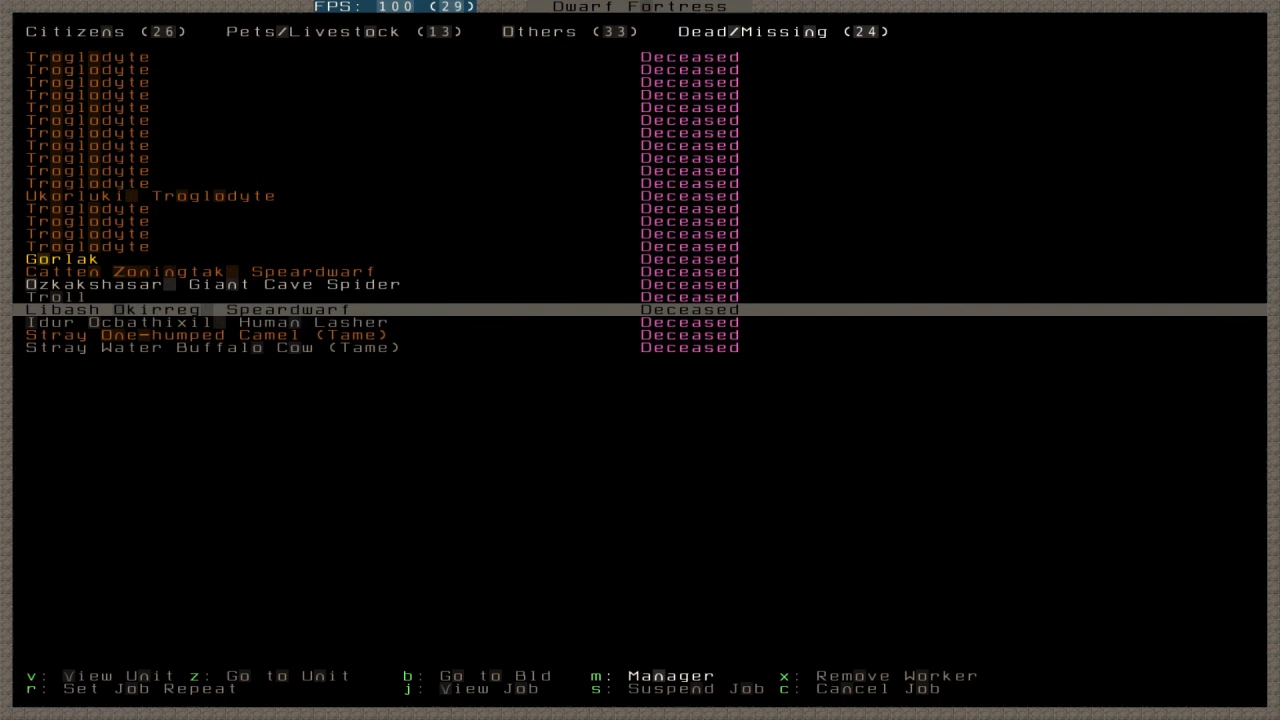 FPS: 100 (29) Dwarf Fortress
Citizens (26) Pets/Livestock (13) Others (33) Dead/Missing (24)
Troglodyte Deceased
Troglodyte Deceased
Troglodyte Deceased
Troglodyte Deceased
Troglodyte Deceased
Troglodyte Deceased
Troglodyte Deceased
Troglodyte Deceased
Troglodyte Deceased
Troglodyte Deceased
Troglodyte Deceased
Ukorluki Troglodyte Deceased
Troglodyte Deceased
Troglodyte Deceased
Troglodyte Deceased
Troglodyte Deceased
Gorlak Deceased
Catten Zoningtak Speardwarf Deceased
Ozkakshasar Giant Cave Spider Deceased
Troll Deceased
Libash Okirreg Speardwarf Deceased
Idur Ocbathixil Human Lasher Deceased
Stray One-humped Camel (Tame) Deceased
Stray Water Buffalo Cow (Tame) Deceased
v: View Unit z: Go to Unit b: Go to Bld m: Manager x: Remove Worker
r: Set Job Repeat j: View Job s: Suspend Job c: Cancel Job